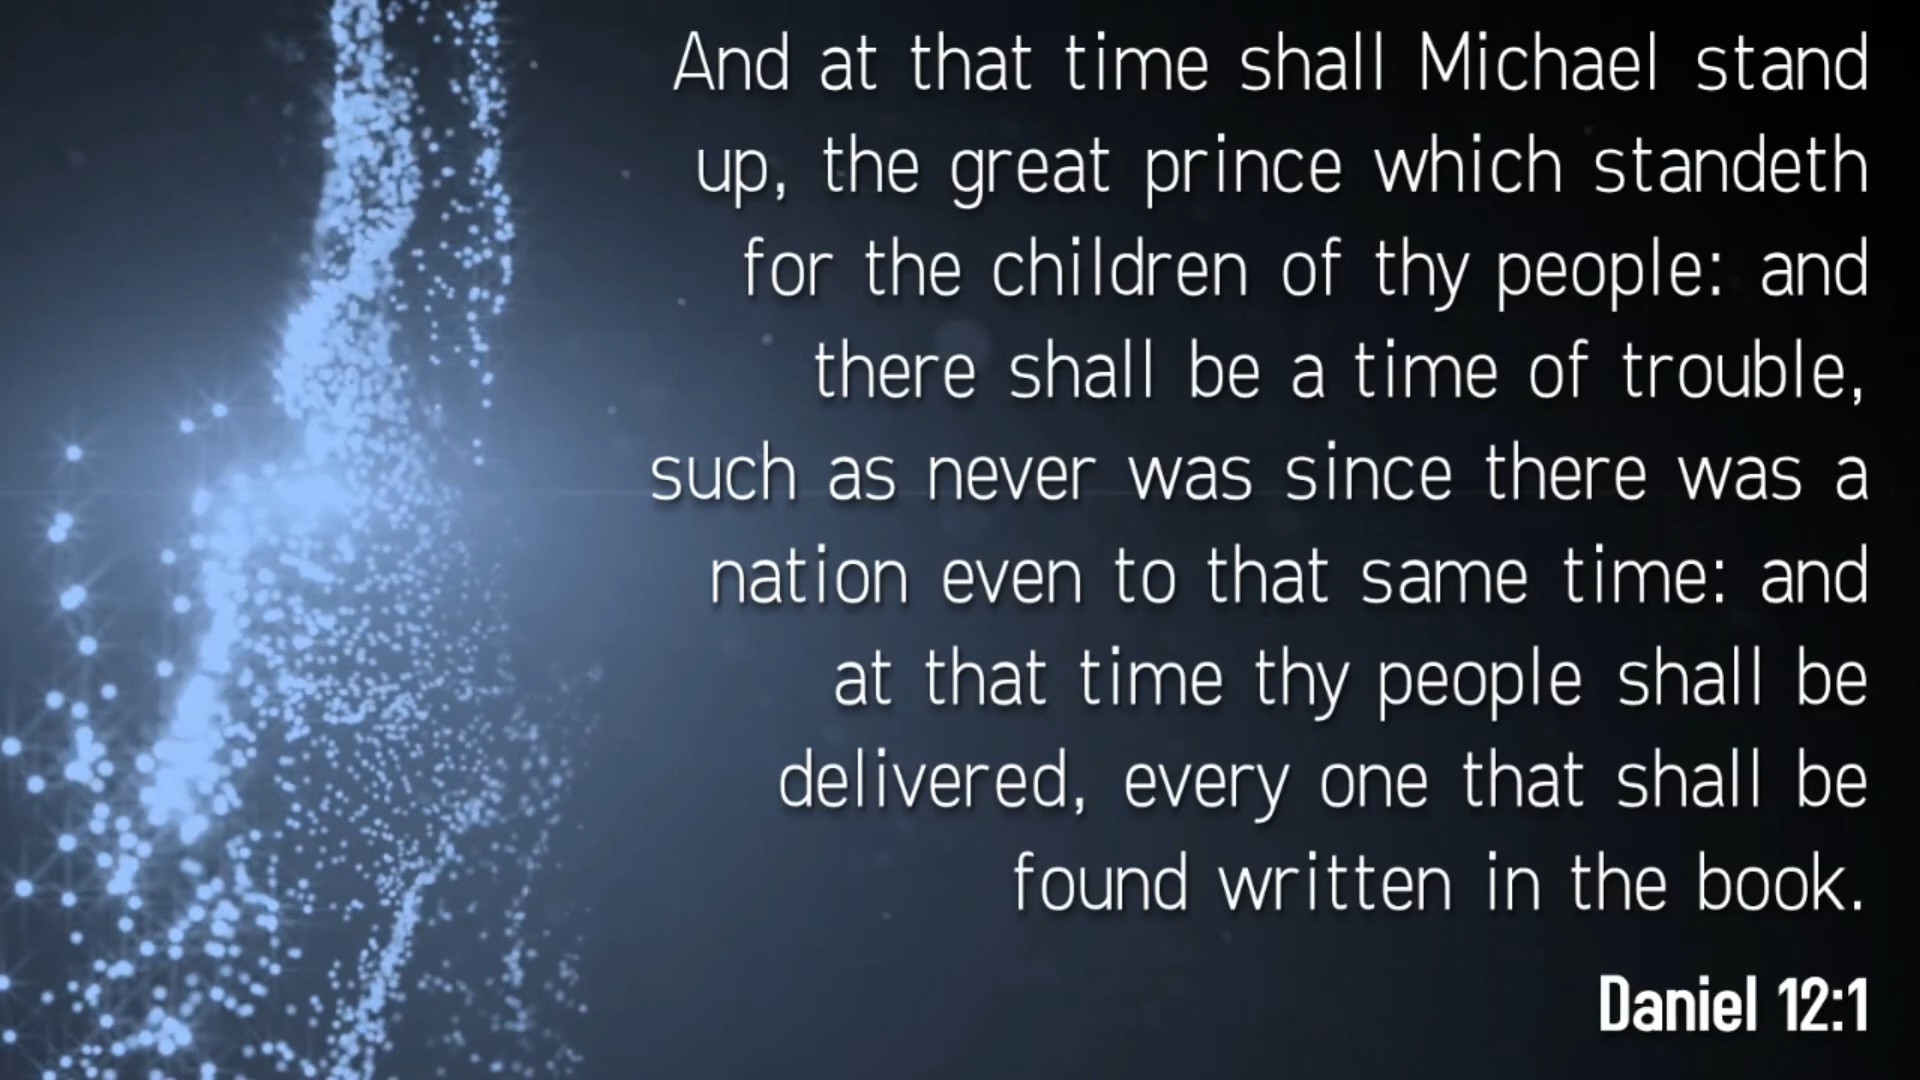 And at that time shall Michael stand
up, the great prince which standeth
for the children of thy people: and
there shall be a time of trouble,
such as never was since there was a
nation even to that same time: and
at that time thy people shall be
delivered, every one that shall be
found written in the book.
Daniel 12:1